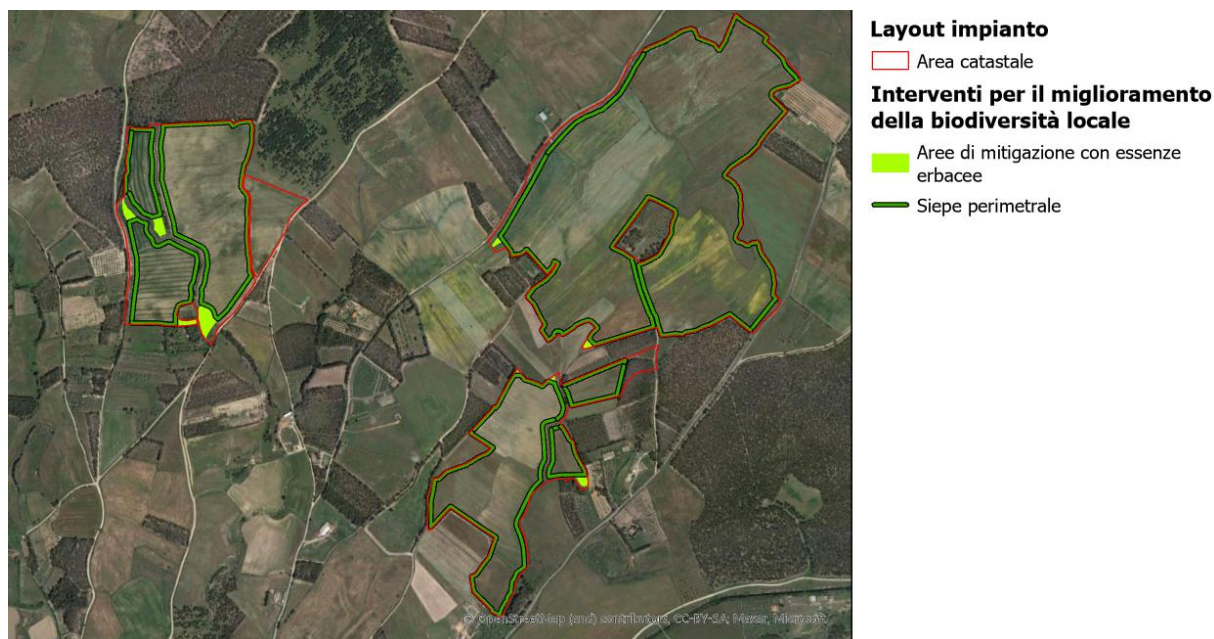 Layout impianto
Area catastale
Interventi per il miglioramento
della biodiversità locale
Aree di mitigazione con essenze
erbacee
Siepe perimetrale
© OpenStreetMap (and) contributors, CC-BY-SA; Maxar, Microsoft